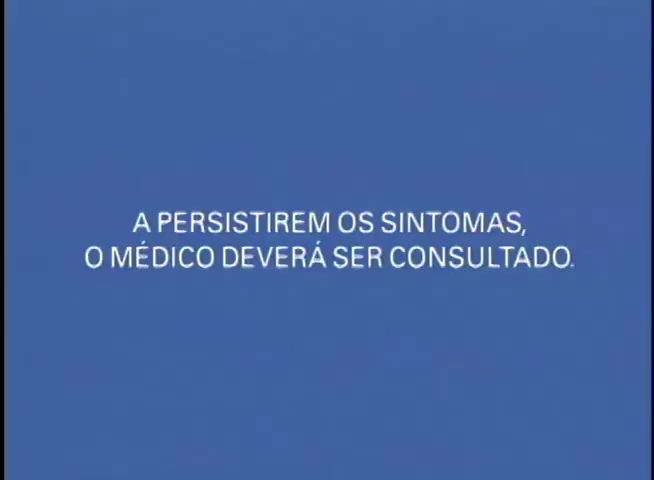 A PERSISTIREM OS SINTOMAS,
O MÉDICO DEVERÁ SER CONSULTADO.